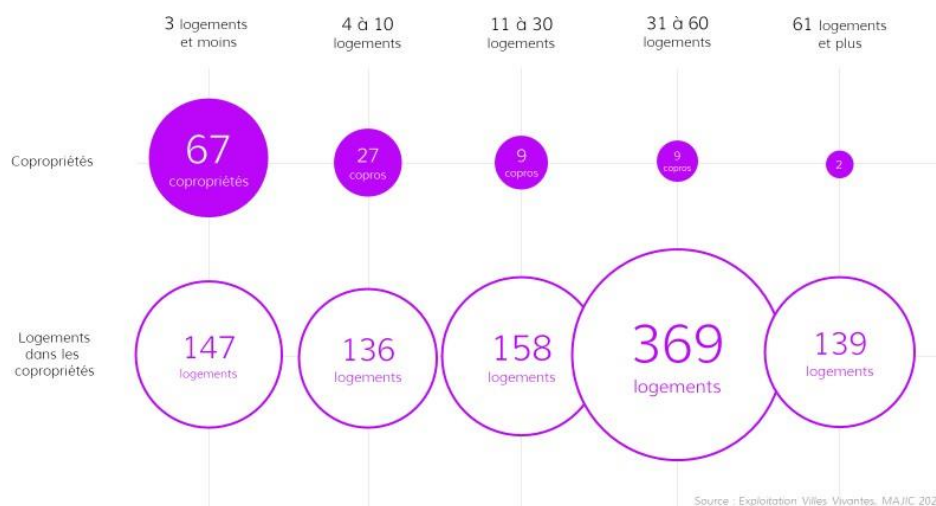 3 logements
et moins
4 à 10
logements
11 à 30
logements
31 à 60
logements
61 logements
et plus
Copropriétés
67
copropriétés
27
copros
9
copros
9
copros
2
Logements
dans les
copropriétés
147
logements
136
logements
158
logements
369
logements
139
logements
Source : Exploitation Villes Vivantes, MAJIC